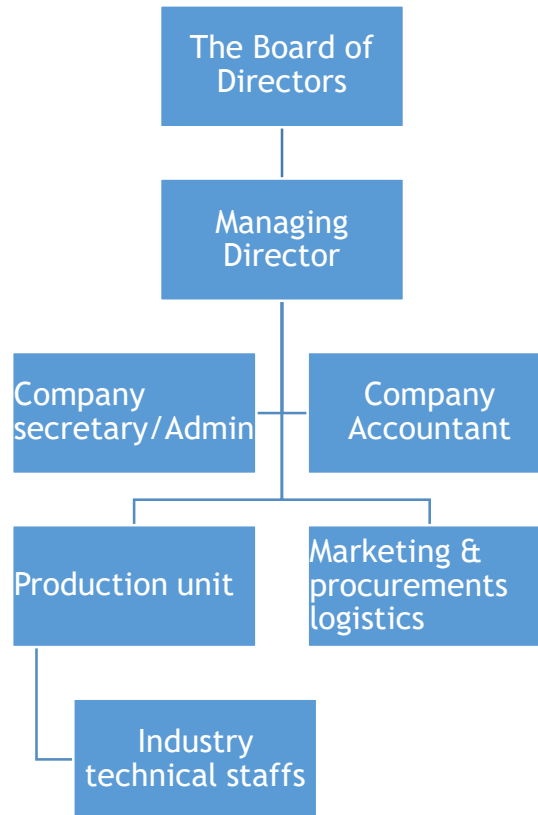 The Board of
Directors
Managing
Director
Company
secretary/Admin
Company
Accountant
Production unit
Marketing &
procurements
logistics
Industry
technical staffs